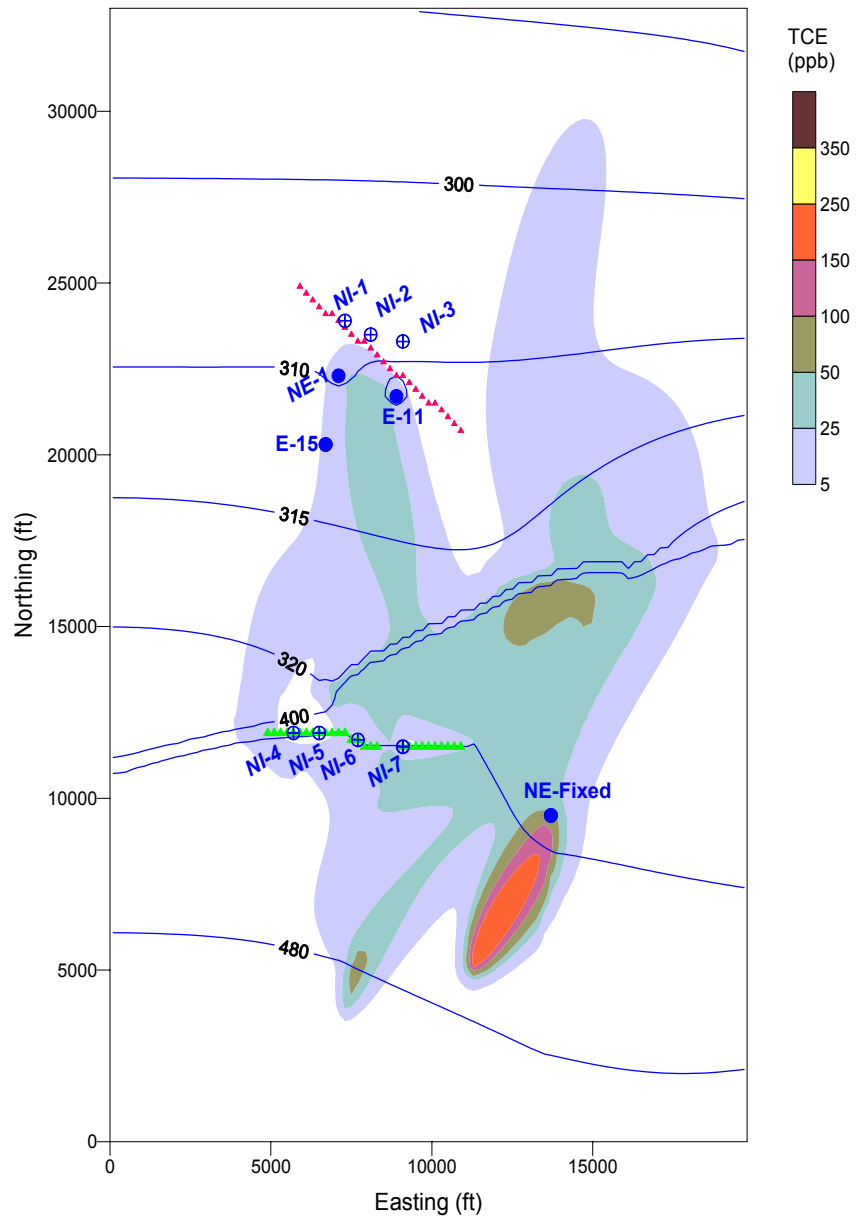 TCE
(ppb)
350
250
150
100
50
25
5
30000
25000
20000
15000
10000
5000
0
Northing (ft)
300
NI-1
NI-2
NI-3
310
NE-1
E-11
E-15
315
320
400
NI-4
NI-5
NI-6
NI-7
NE-Fixed
480
0
5000
10000
15000
Easting (ft)